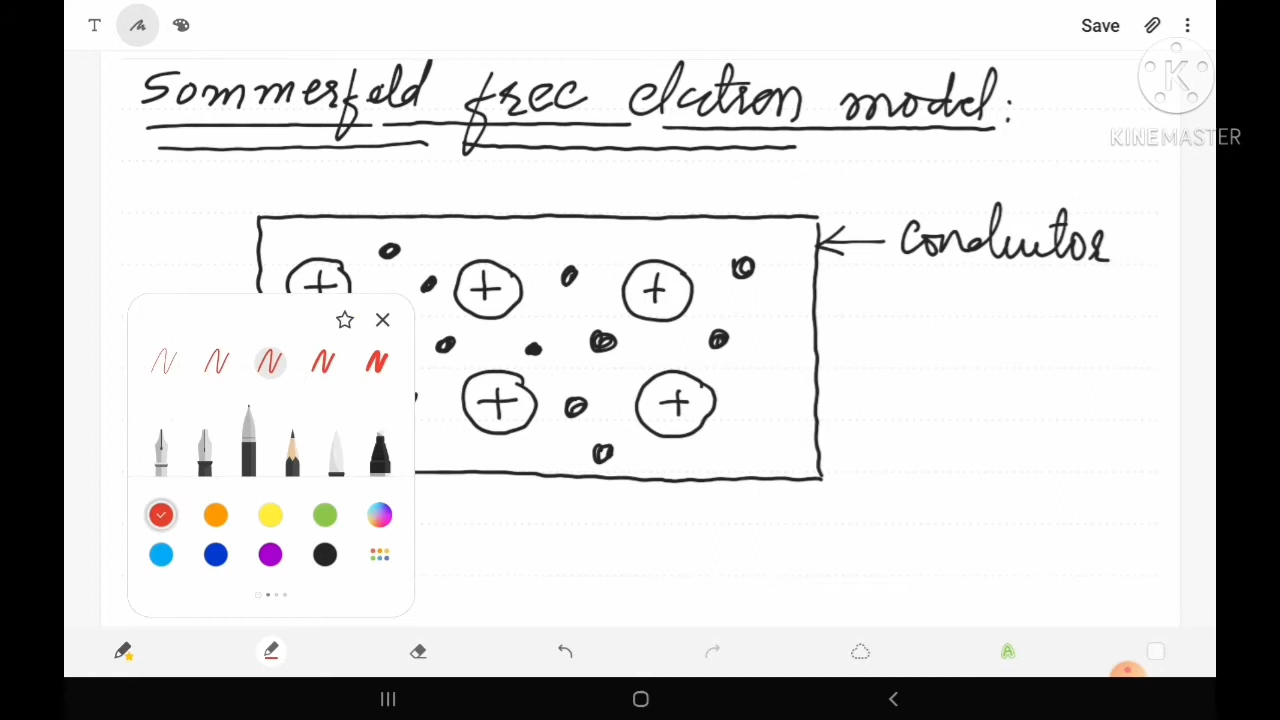 T Save
K
KINEMASTER
Sommerfeld free electron model:
conductor
+ + +
+ +
A